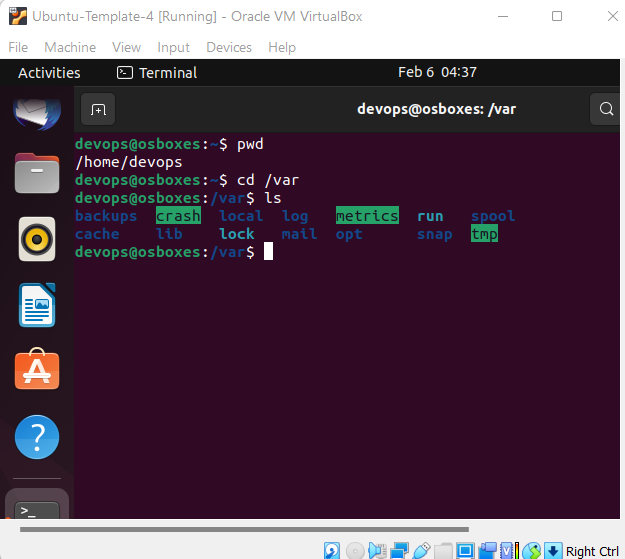 Ubuntu-Template-4 [Running] - Oracle VM VirtualBox
File Machine View Input Devices Help
Activities Terminal Feb 6 04:37
devops@osboxes: /var
devops@osboxes:~$ pwd
/home/devops
devops@osboxes:~$ cd /var
devops@osboxes:/var$ ls
backups crash local log metrics run spool
cache lib lock mail opt snap tmp
devops@osboxes:/var$
Right Ctrl